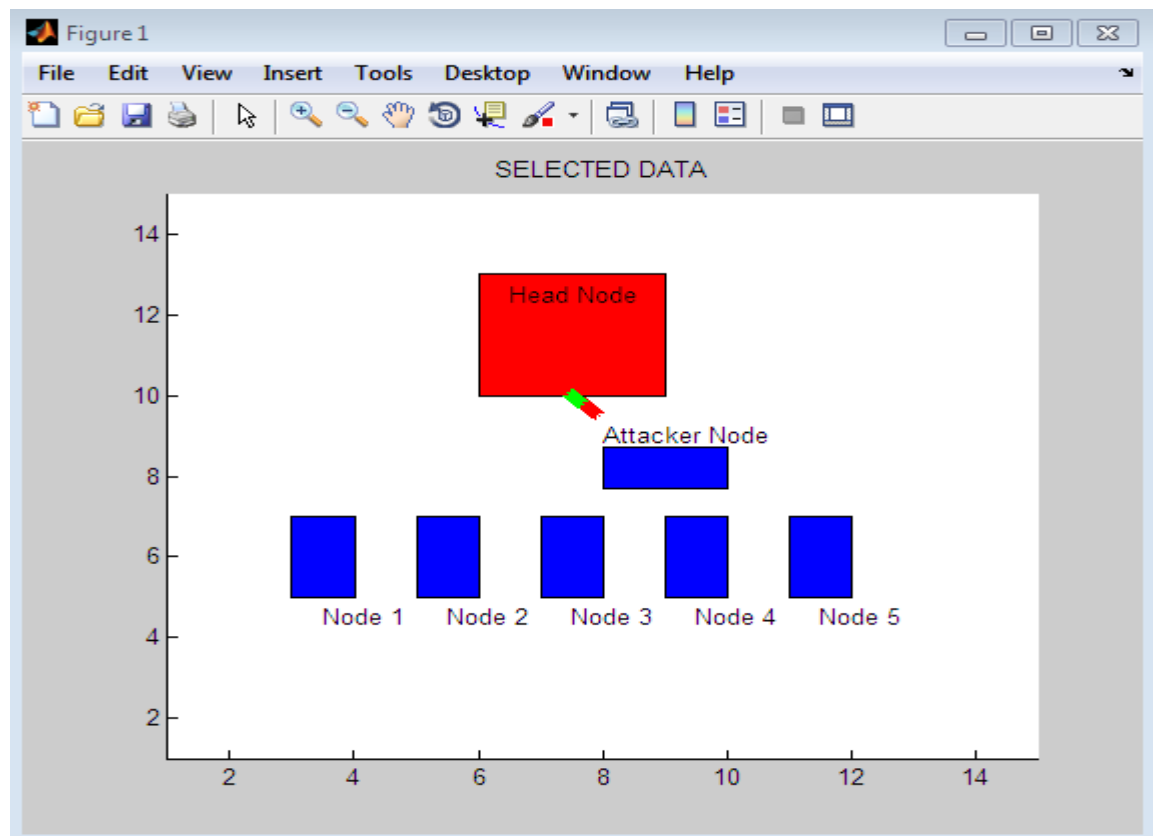 Figure 1
File Edit View Insert Tools Desktop Window Help
SELECTED DATA
14
12
10
8
6
4
2
Head Node
Attacker Node
Node 1 Node 2 Node 3 Node 4 Node 5
2 4 6 8 10 12 14